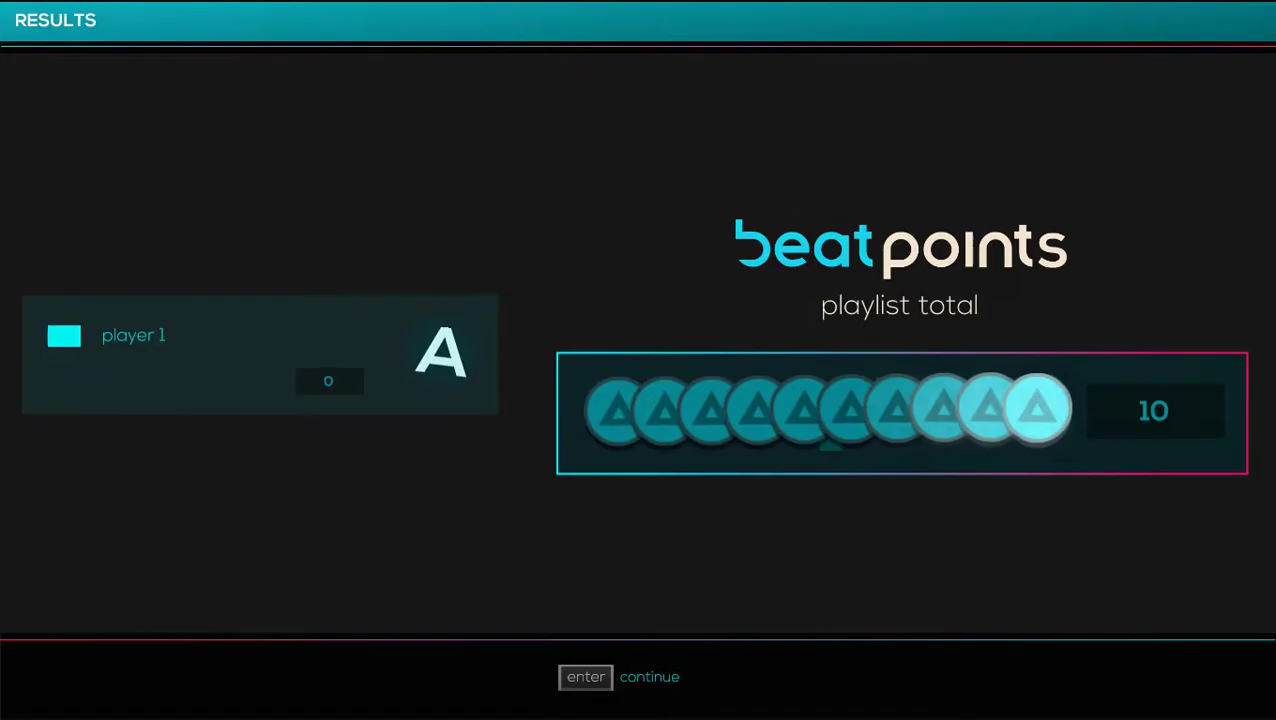 RESULTS
beatpoints
playlist total
player 1
A
0
10
enter continue